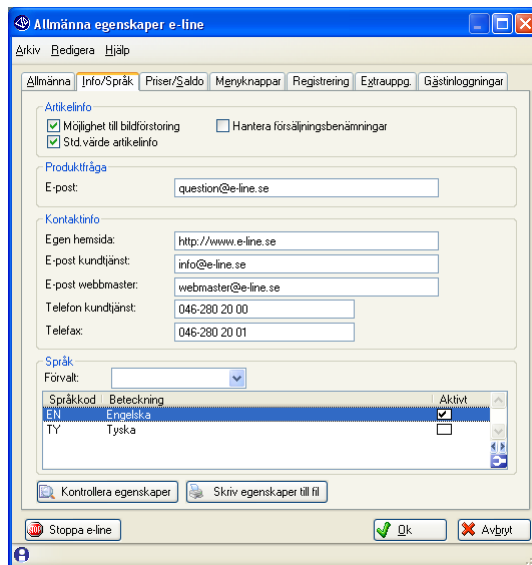 Allmänna egenskaper e-line
Arkiv Redigera Hjälp
Allmänna Info/Språk Priser/Saldo Menyknappar Registrering Extrauppg. Gästinloggningar
Artikelinfo
Möjlighet till bildförstoring Hantera försäljningsbenämningar
Std.värde artikelinfo
Produktfråga
E-post: question@e-line.se
Kontaktinfo
Egen hemsida: http://www.e-line.se
E-post kundtjänst: info@e-line.se
E-post webbmaster: webmaster@e-line.se
Telefon kundtjänst: 046-280 20 00
Telefax: 046-280 20 01
Språk
Förvalt:
Språkkod Beteckning Aktivt
EN Engelska
TY Tyska
Kontrollera egenskaper Skriv egenskaper till fil
Stoppa e-line Ok Avbryt